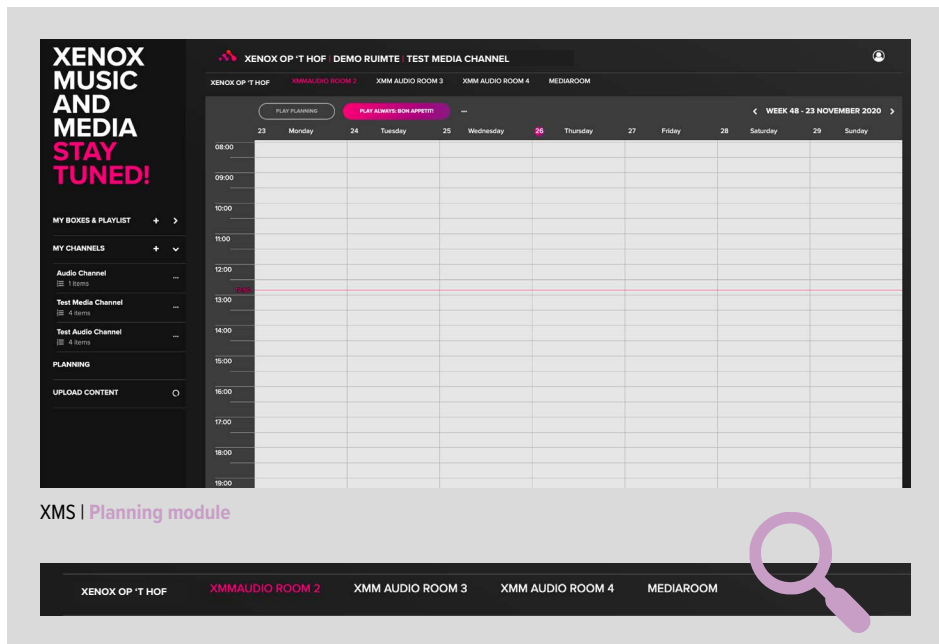 XENOX
MUSIC
AND
MEDIA
STAY
TUNED!
MY BOXES & PLAYLIST + >
MY CHANNELS +
Audio Channel ...
1 items
Test Media Channel ...
4 items
Test Audio Channel ...
4 items
PLANNING
UPLOAD CONTENT
XENOX OP ‘T HOF | DEMO RUIMTE | TEST MEDIA CHANNEL
XENOX OP ‘T HOF XMMAUDIO ROOM 2 XMM AUDIO ROOM 3 XMM AUDIO ROOM 4 MEDIAROOM
PLAY PLANNING PLAY ALWAYS: BON APPETIT! ... < WEEK 48 - 23 NOVEMBER 2020 >
23 Monday 24 Tuesday 25 Wednesday 26 Thursday 27 Friday 28 Saturday 29 Sunday
08:00
09:00
10:00
11:00
12:00
13:00
14:00
15:00
16:00
17:00
18:00
19:00
XMS | Planning module
XENOX OP ‘T HOF XMMAUDIO ROOM 2 XMM AUDIO ROOM 3 XMM AUDIO ROOM 4 MEDIAROOM